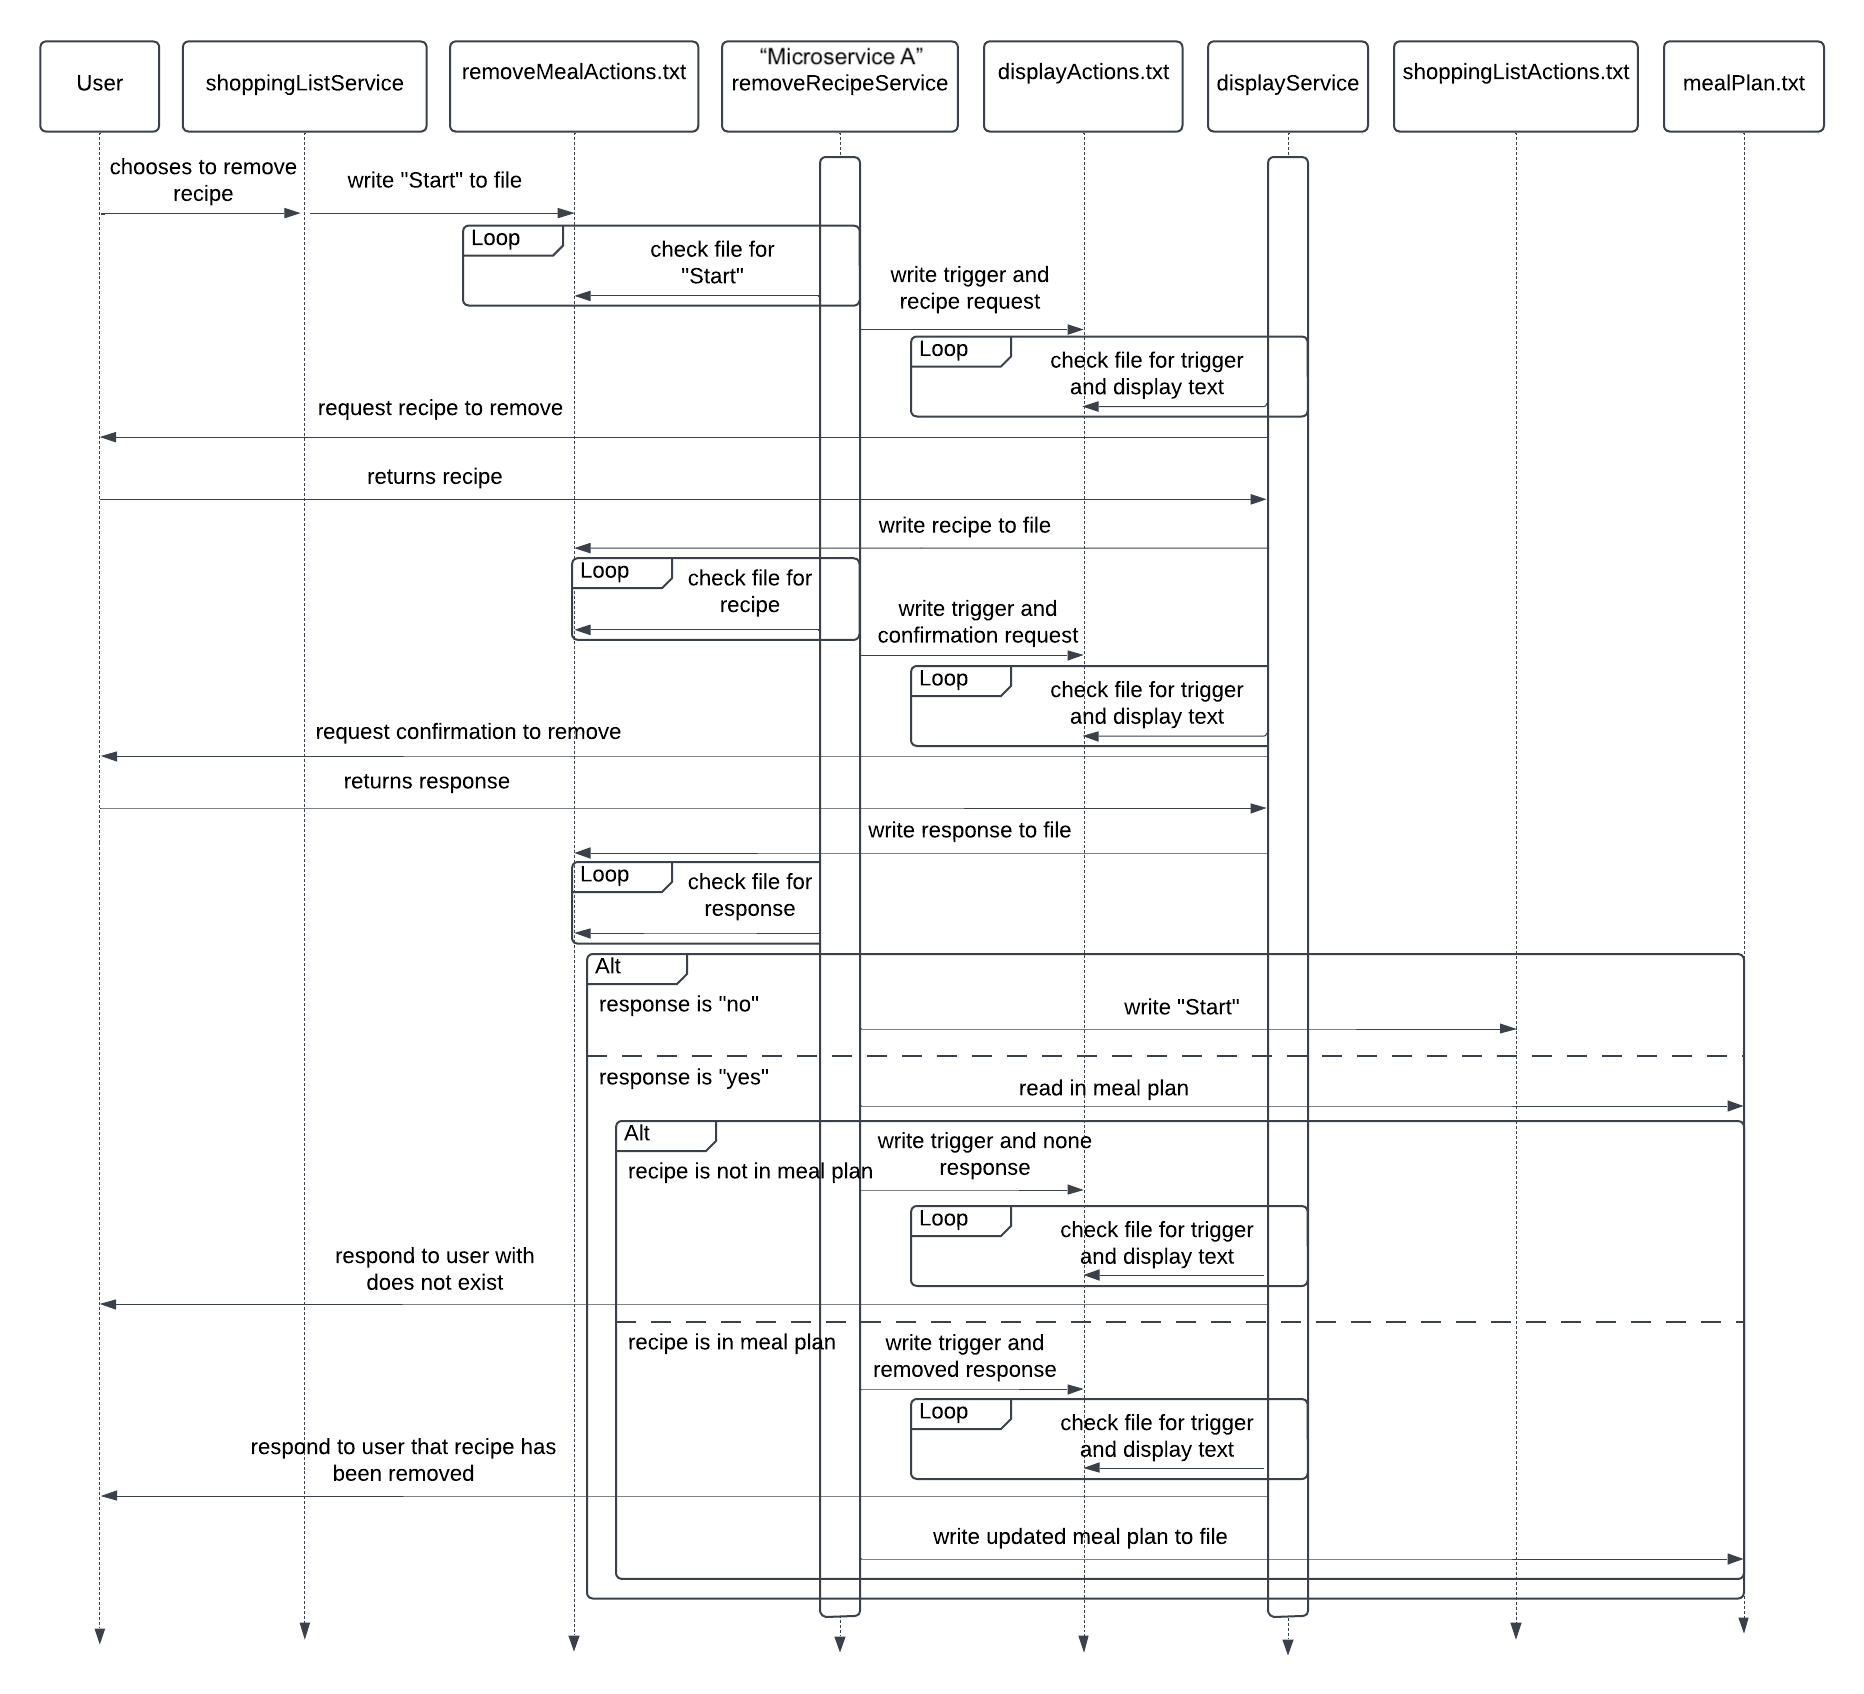 User
shoppingListService
removeMealActions.txt
“Microservice A”
removeRecipeService
displayActions.txt
displayService
shoppingListActions.txt
mealPlan.txt
chooses to remove
recipe
write "Start" to file
Loop
check file for
"Start"
write trigger and
recipe request
Loop
check file for trigger
and display text
request recipe to remove
returns recipe
write recipe to file
Loop
check file for
recipe
write trigger and
confirmation request
Loop
check file for trigger
and display text
request confirmation to remove
returns response
write response to file
Loop
check file for
response
Alt
response is "no"
write "Start"
response is "yes"
read in meal plan
Alt
recipe is not in meal plan
write trigger and none
response
Loop
check file for trigger
and display text
respond to user with
does not exist
recipe is in meal plan
write trigger and
removed response
Loop
check file for trigger
and display text
respond to user that recipe has
been removed
write updated meal plan to file